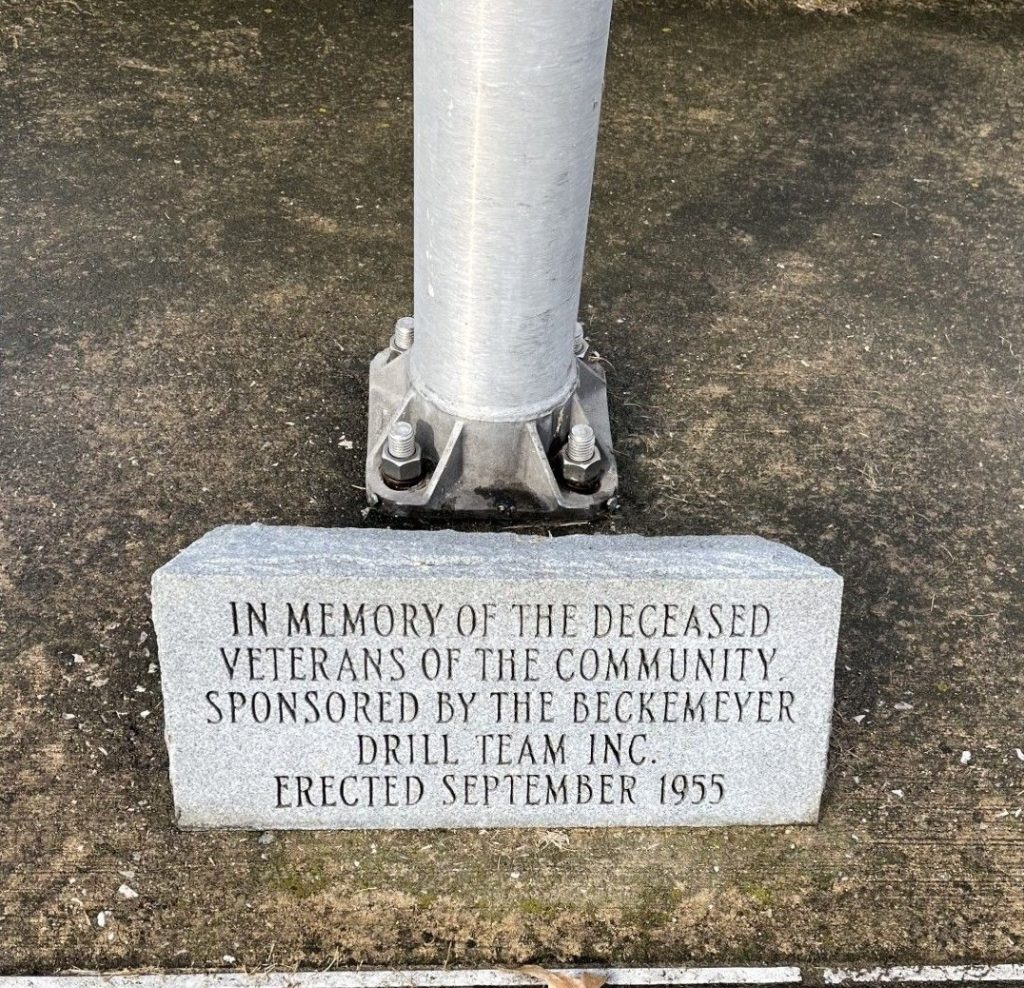 IN MEMORY OF THE DECEASED
VETERANS OF THE COMMUNITY.
SPONSORED BY THE BECKEMEYER
DRILL TEAM INC.
ERECTED SEPTEMBER 1955